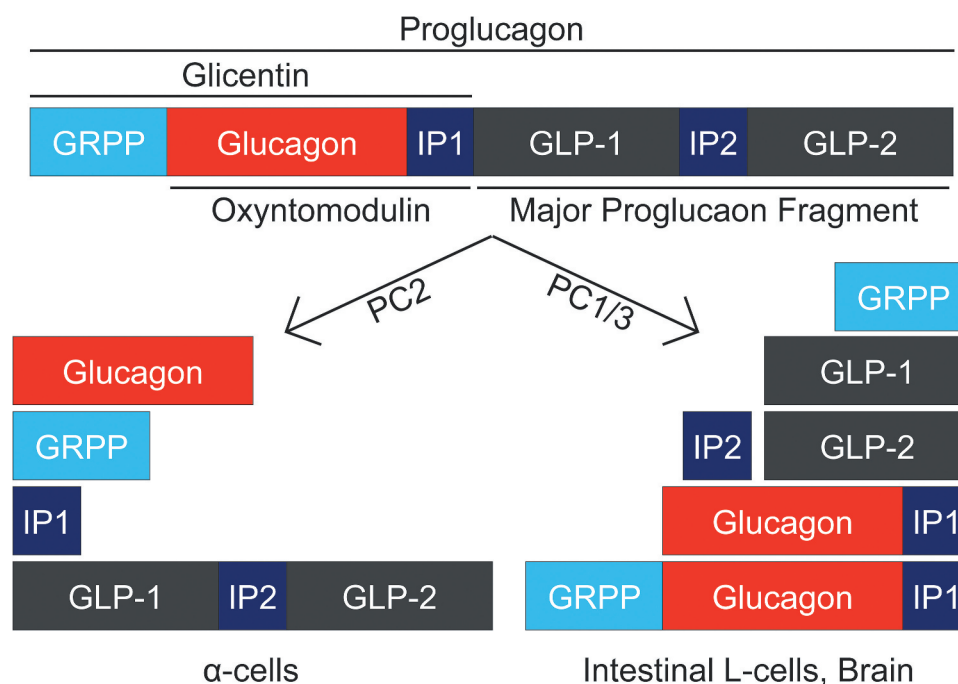 Proglucagon
Glicentin
GRPP Glucagon IP1 GLP-1 IP2 GLP-2
Oxyntomodulin Major Proglucaon Fragment
PC2 PC1/3
GRPP
Glucagon GLP-1
GRPP IP2 GLP-2
IP1 Glucagon IP1
GLP-1 IP2 GLP-2 GRPP Glucagon IP1
α-cells Intestinal L-cells, Brain